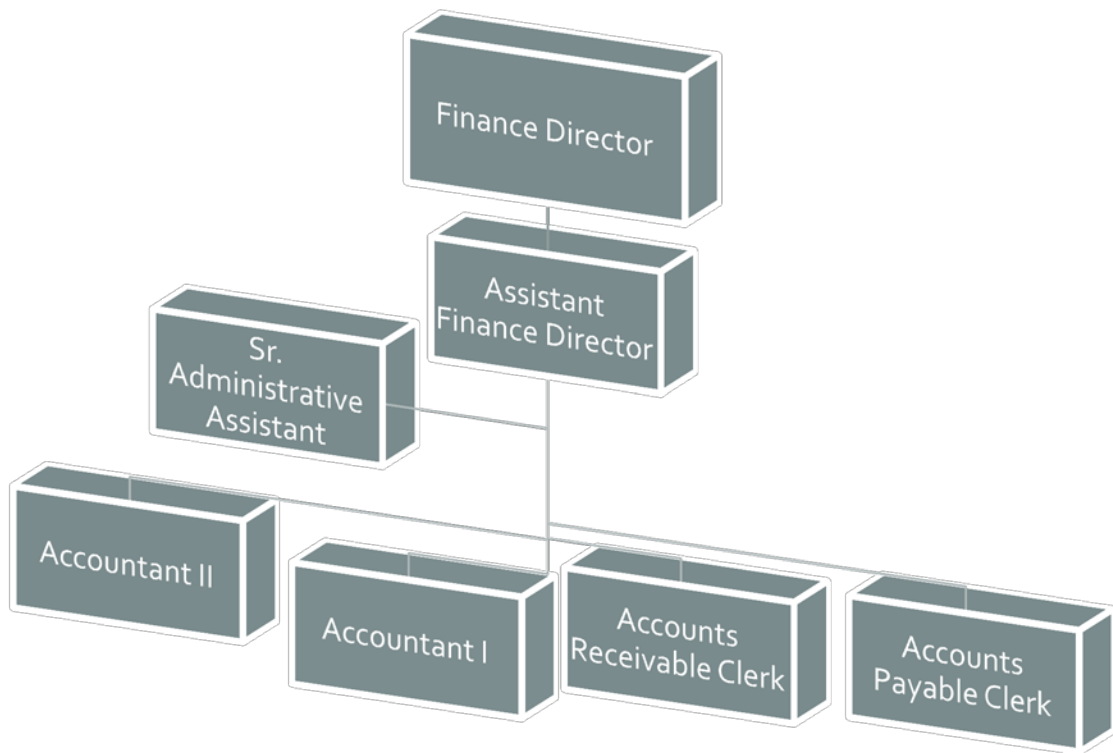 Finance Director
Assistant
Finance Director
Sr.
Administrative
Assistant
Accountant II
Accountant I
Accounts
Receivable Clerk
Accounts
Payable Clerk